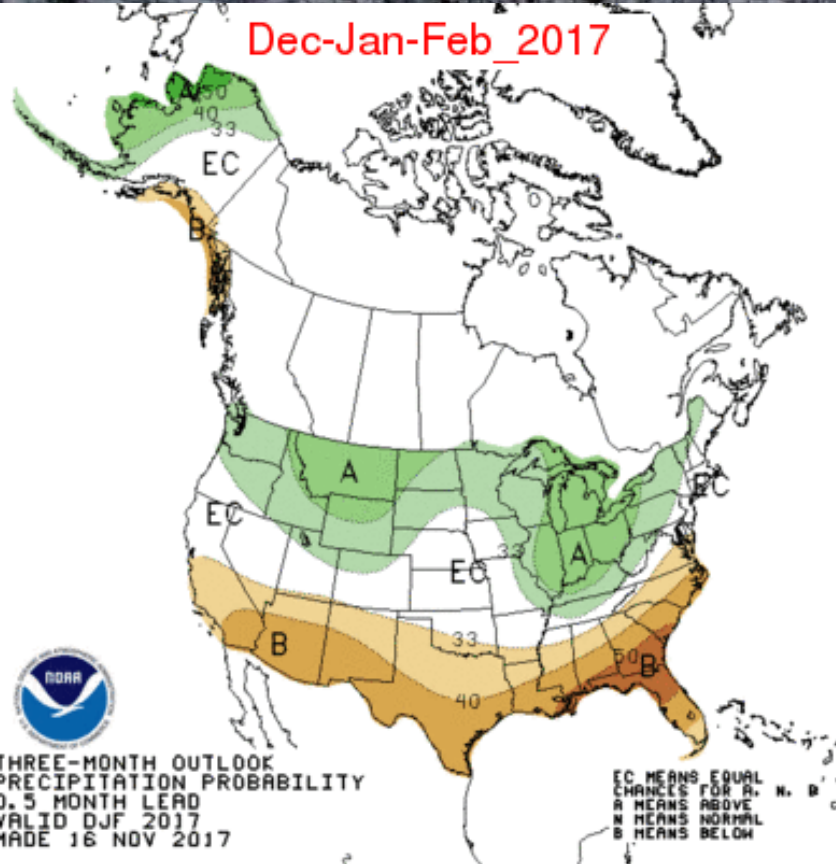 Dec-Jan-Feb_2017
A 50
40
33
EC
B
A
EC
EC
33
A
EC
B
33
50
B
40
NOAA
THREE-MONTH OUTLOOK
PRECIPITATION PROBABILITY
0.5 MONTH LEAD
VALID DJF 2017
MADE 16 NOV 2017
EC MEANS EQUAL
CHANCES FOR A, N, B
A MEANS ABOVE
N MEANS NORMAL
B MEANS BELOW